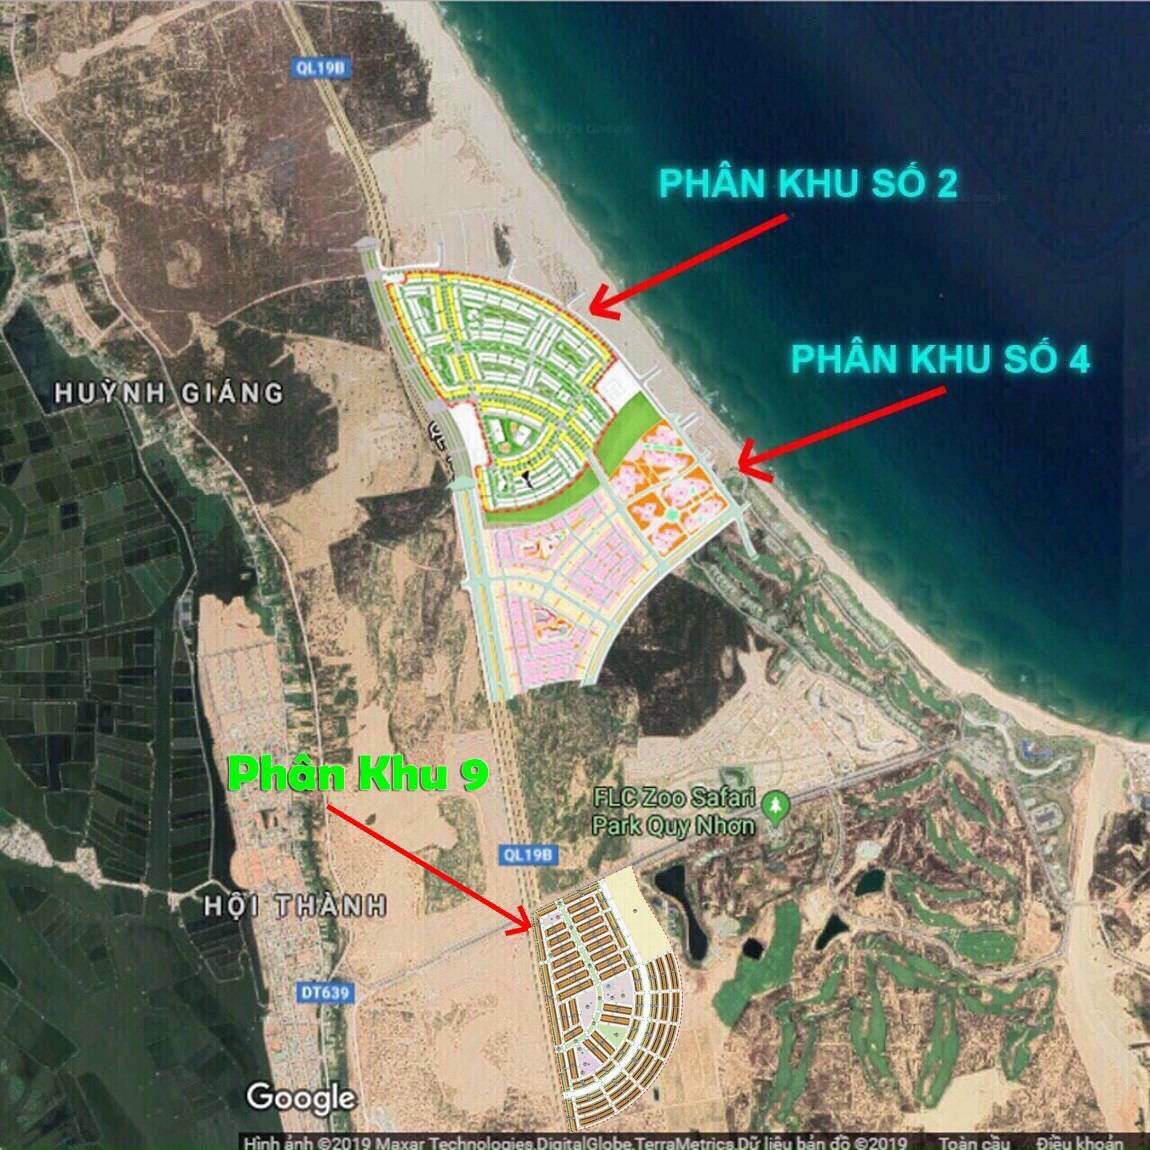 QL19B
PHÂN KHU SỐ 2
PHÂN KHU SỐ 4
HUỲNH GIÁNG
Phân Khu 9
FLC Zoo Safari
Park Quy Nhơn
QL19B
HỘI THÀNH
DT639
Google
Hình ảnh ©2019 Maxar Technologies,DigitalGlobe,TerraMetrics,Dữ liệu bản đồ ©2019 Toàn cầu Điều khoản